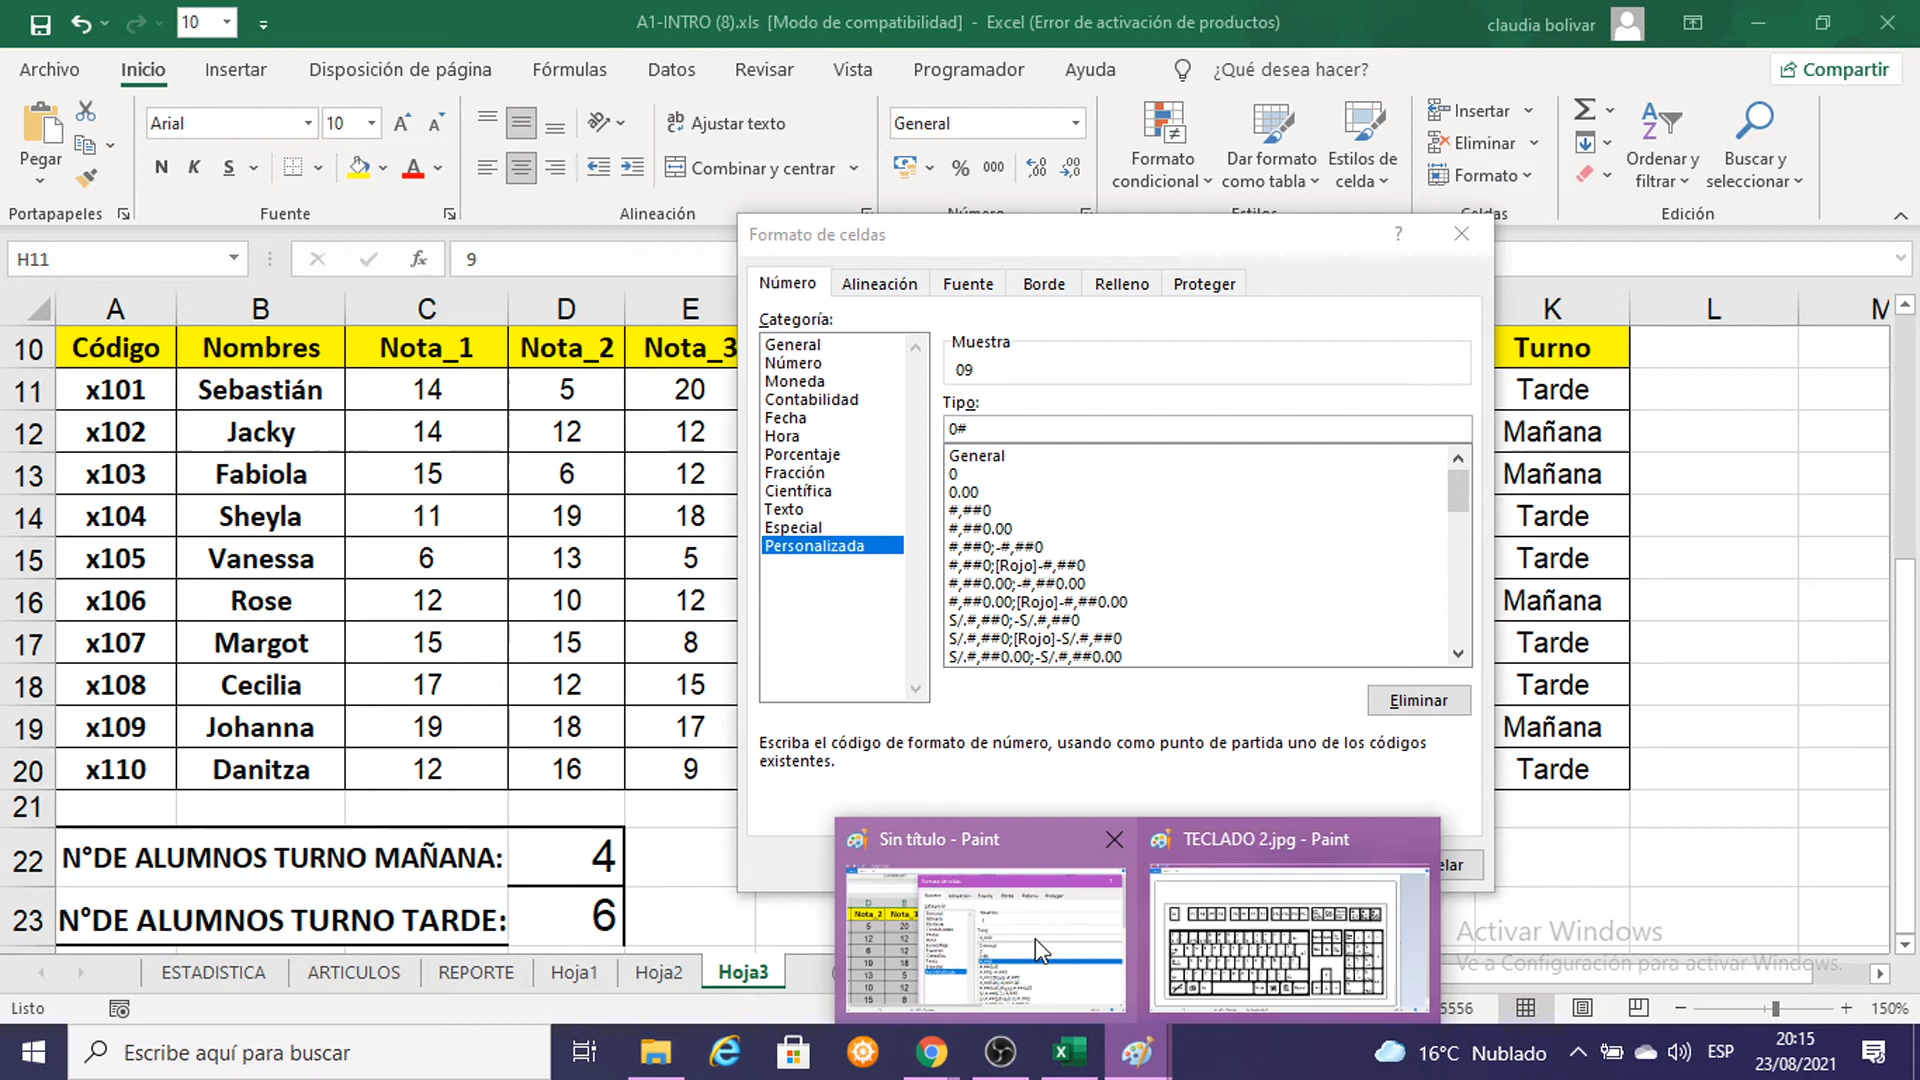 10
A1-INTRO (8).xls [Modo de compatibilidad] - Excel (Error de activación de productos)
claudia bolivar
Archivo Inicio Insertar Disposición de página Fórmulas Datos Revisar Vista Programador Ayuda ¿Qué desea hacer? Compartir
Pegar
Arial 10
N K S
Ajustar texto
Combinar y centrar
General
% 000
Formato condicional
Dar formato como tabla
Estilos de celda
Insertar
Eliminar
Formato
Ordenar y filtrar
Buscar y seleccionar
Portapapeles Fuente Alineación Número Estilos Celdas Edición
H11 fx 9
A B C D E K L M
10 Código Nombres Nota_1 Nota_2 Nota_3 Turno
11 x101 Sebastián 14 5 20 Tarde
12 x102 Jacky 14 12 12 Mañana
13 x103 Fabiola 15 6 12 Mañana
14 x104 Sheyla 11 19 18 Tarde
15 x105 Vanessa 6 13 5 Tarde
16 x106 Rose 12 10 12 Mañana
17 x107 Margot 15 15 8 Tarde
18 x108 Cecilia 17 12 15 Tarde
19 x109 Johanna 19 18 17 Mañana
20 x110 Danitza 12 16 9 Tarde
21
22 N°DE ALUMNOS TURNO MAÑANA: 4
23 N°DE ALUMNOS TURNO TARDE: 6
Formato de celdas ?
Número Alineación Fuente Borde Relleno Proteger
Categoría:
General
Número
Moneda
Contabilidad
Fecha
Hora
Porcentaje
Fracción
Científica
Texto
Especial
Personalizada
Muestra
09
Tipo:
0#
General
0
0.00
#,##0
#,##0.00
#,##0;-#,##0
#,##0;[Rojo]-#,##0
#,##0.00;-#,##0.00
#,##0.00;[Rojo]-#,##0.00
S/.#,##0;-S/.#,##0
S/.#,##0;[Rojo]-S/.#,##0
S/.#,##0.00;-S/.#,##0.00
Eliminar
Escriba el código de formato de número, usando como punto de partida uno de los códigos
existentes.
Sin título - Paint
TECLADO 2.jpg - Paint
elar
Activar Windows
Ve a Configuración para activar Windows.
ESTADISTICA ARTICULOS REPORTE Hoja1 Hoja2 Hoja3
Listo 5556 150%
Escribe aquí para buscar
16°C Nublado
ESP
20:15
23/08/2021